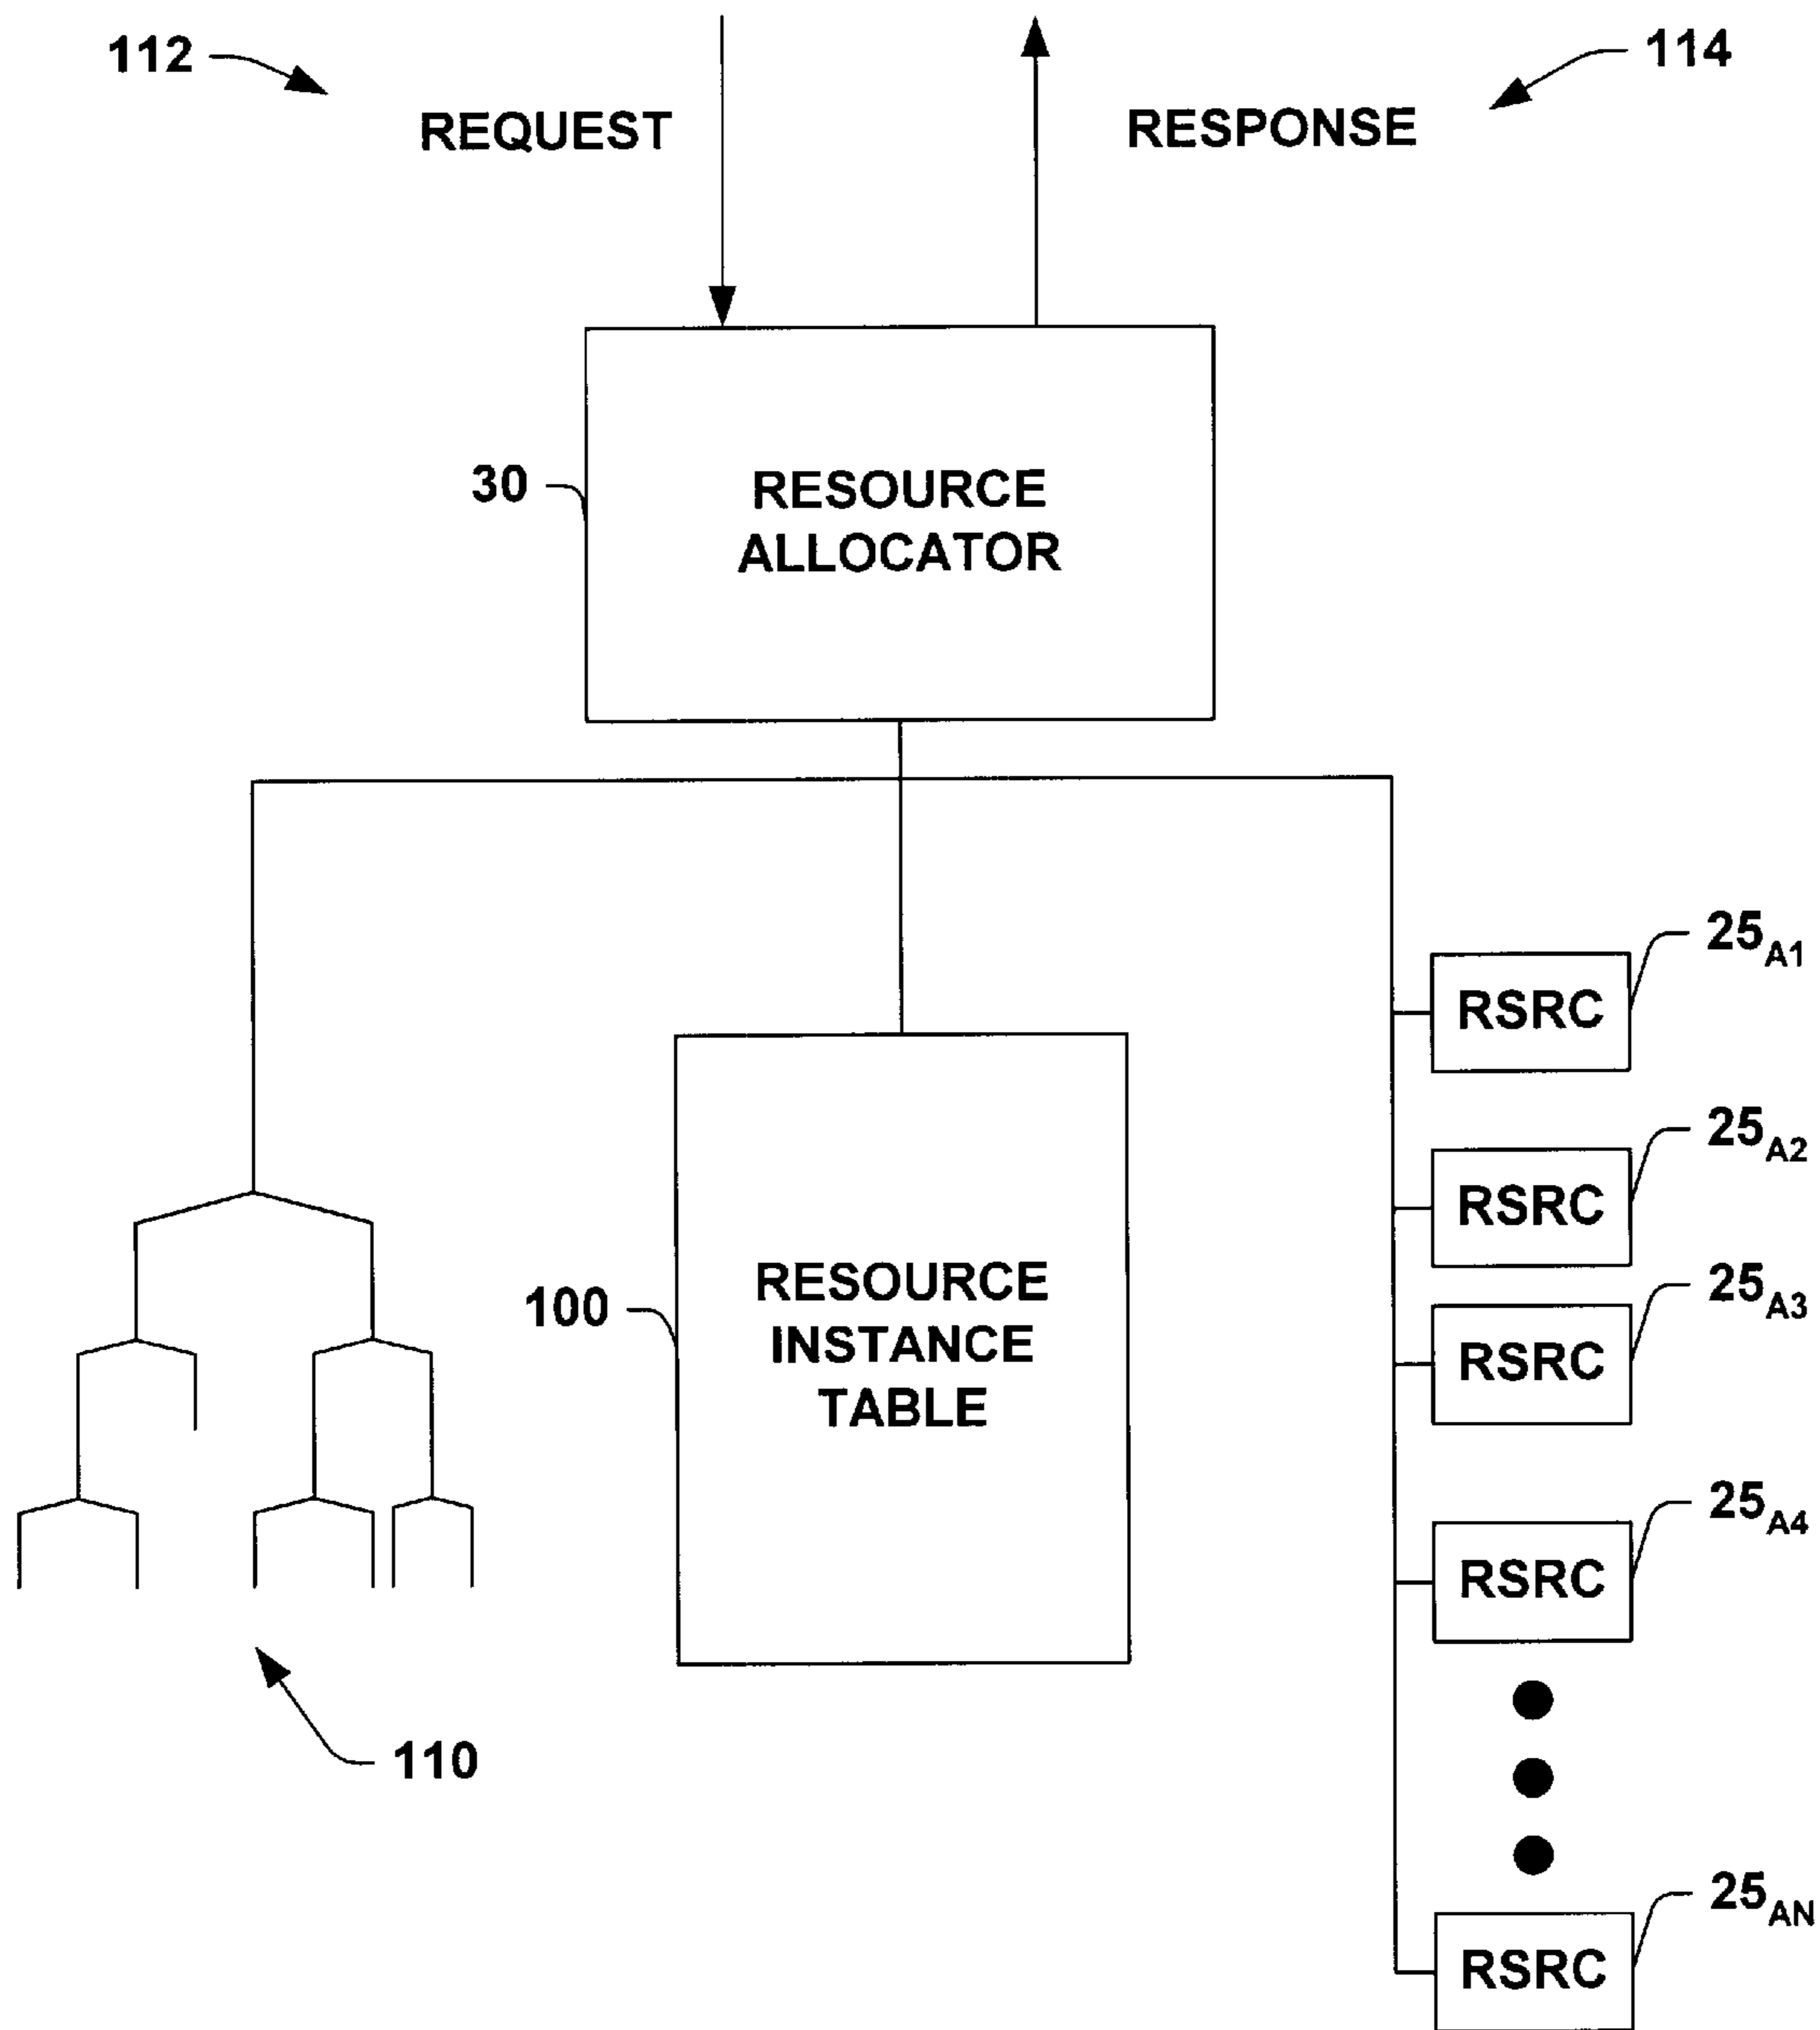 112
REQUEST
RESPONSE
114
30
RESOURCE
ALLOCATOR
25A1
RSRC
25A2
RSRC
25A3
RSRC
100
RESOURCE
INSTANCE
TABLE
25A4
RSRC
110
25AN
RSRC